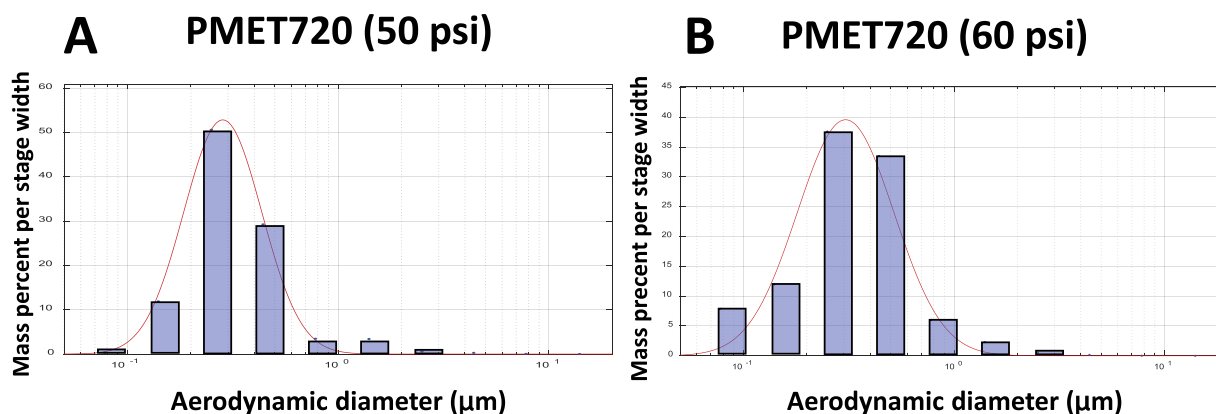 A PMET720 (50 psi)
Mass percent per stage width
60
50
40
30
20
10
0
10⁻¹ 10⁰ 10¹
Aerodynamic diameter (μm)
B PMET720 (60 psi)
Mass precent per stage width
45
40
35
30
25
20
15
10
5
0
10⁻¹ 10⁰ 10¹
Aerodynamic diameter (μm)